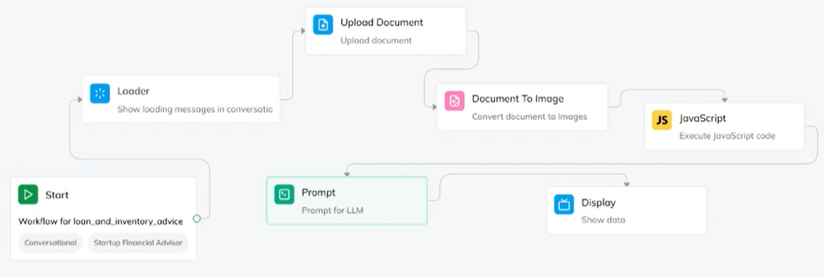 Upload Document
Upload document
Loader
Show loading messages in conversatio
Document To Image
Convert document to Images
JS
JavaScript
Execute JavaScript code
Start
Workflow for loan_and_inventory_advice
Conversational
Startup Financial Advisor
Prompt
Prompt for LLM
Display
Show data